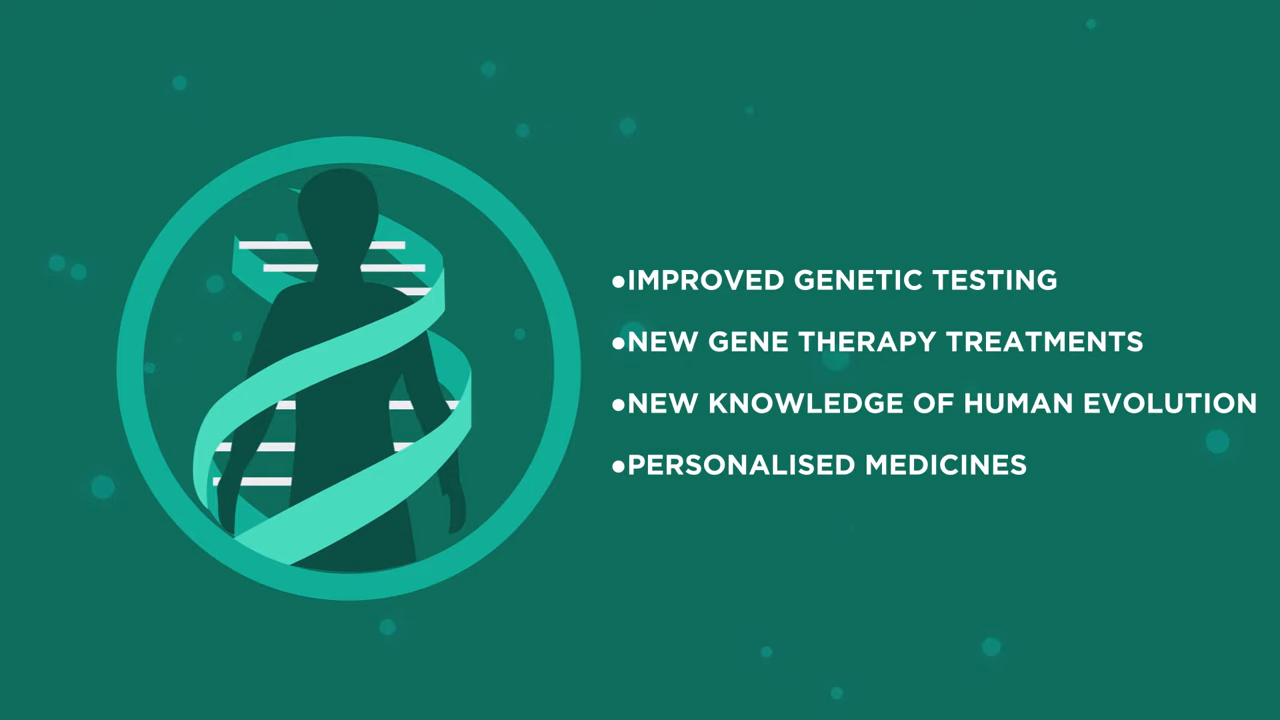 ●IMPROVED GENETIC TESTING
●NEW GENE THERAPY TREATMENTS
●NEW KNOWLEDGE OF HUMAN EVOLUTION
●PERSONALISED MEDICINES